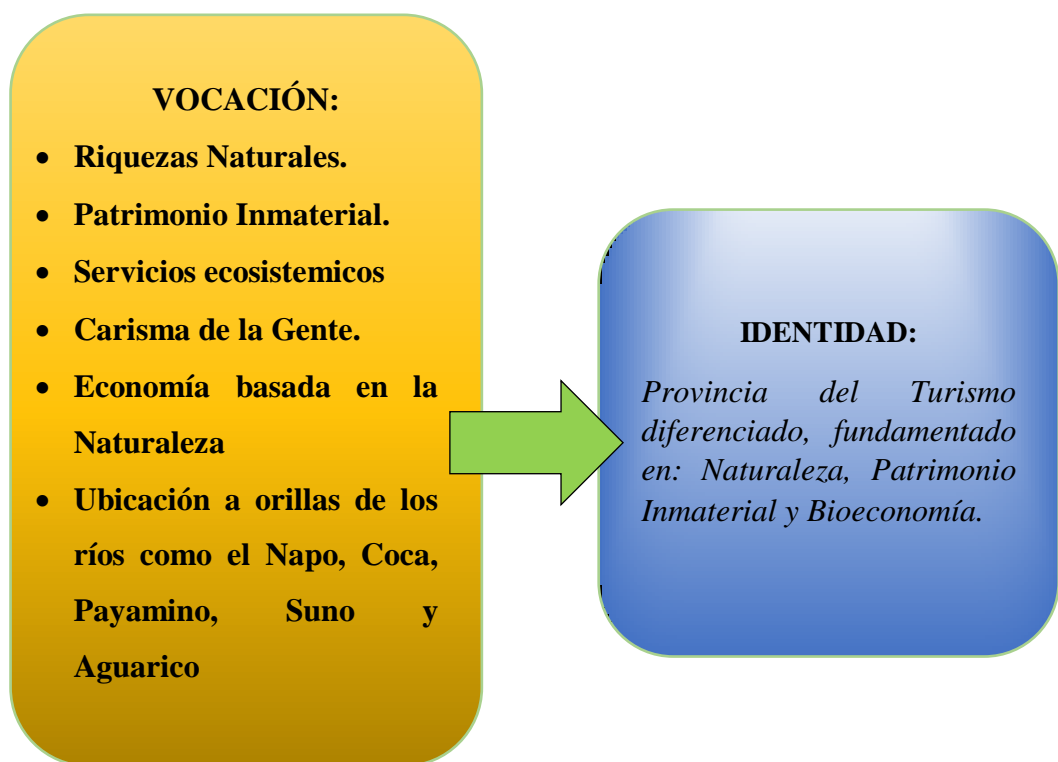 VOCACIÓN:
• Riquezas Naturales.
• Patrimonio Inmaterial.
• Servicios ecosistemicos
• Carisma de la Gente.
• Economía basada en la
Naturaleza
• Ubicación a orillas de los
ríos como el Napo, Coca,
Payamino, Suno y
Aguarico
IDENTIDAD:
Provincia del Turismo
diferenciado, fundamentado
en: Naturaleza, Patrimonio
Inmaterial y Bioeconomía.